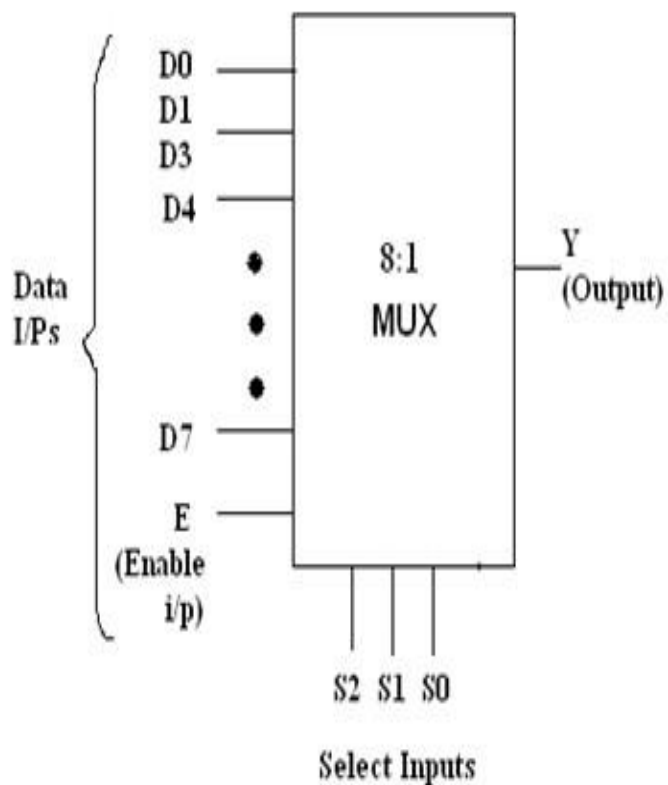 D0
D1
D3
D4
Data
I/Ps
8:1
MUX
Y
(Output)
D7
E
(Enable
i/p)
S2 S1 S0
Select Inputs